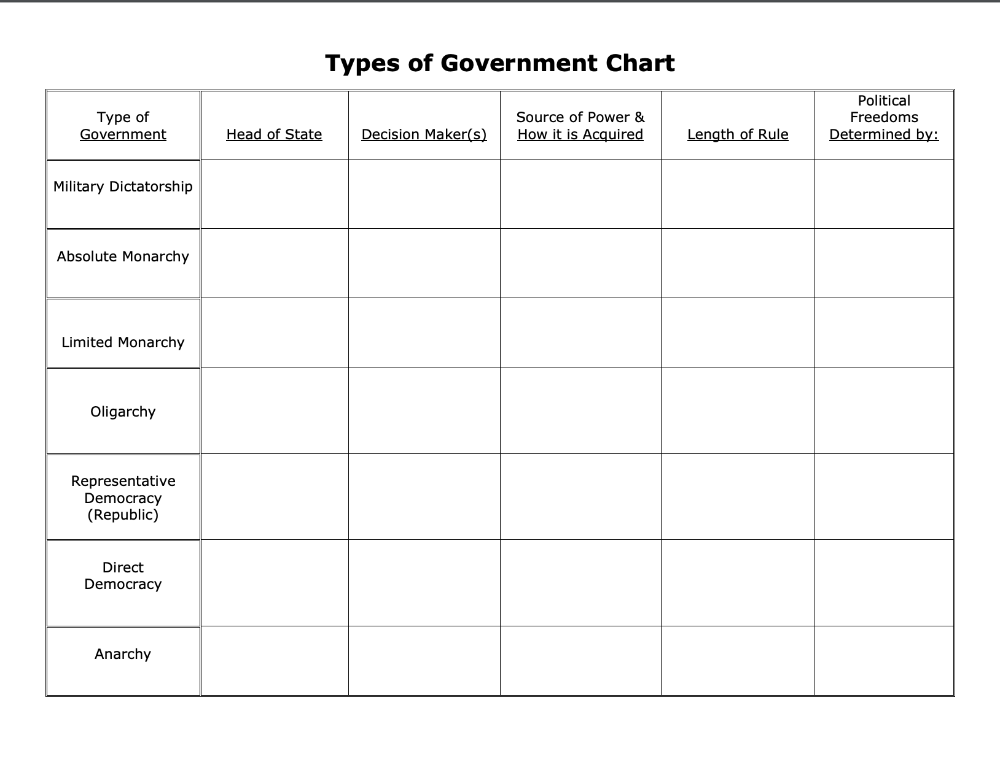 Types of Government Chart
Type of
Government
Head of State
Decision Maker(s)
Source of Power &
How it is Acquired
Length of Rule
Political
Freedoms
Determined by:
Military Dictatorship
Absolute Monarchy
Limited Monarchy
Oligarchy
Representative
Democracy
(Republic)
Direct
Democracy
Anarchy